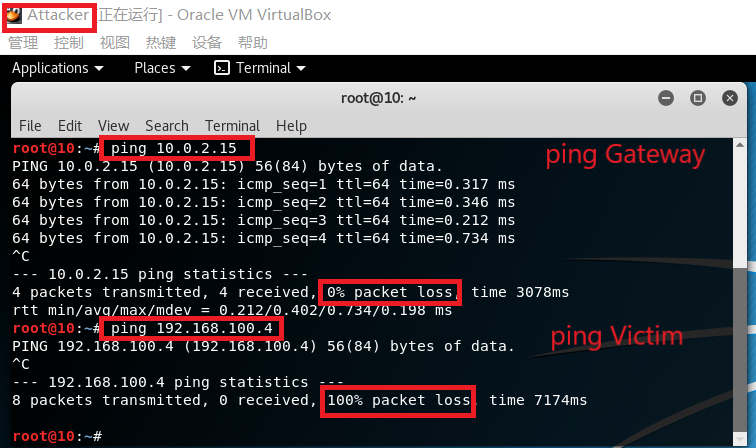 Attacker [正在运行] - Oracle VM VirtualBox
管理 控制 视图 热键 设备 帮助
Applications Places Terminal
root@10: ~
File Edit View Search Terminal Help
root@10:~# ping 10.0.2.15
ping Gateway
PING 10.0.2.15 (10.0.2.15) 56(84) bytes of data.
64 bytes from 10.0.2.15: icmp_seq=1 ttl=64 time=0.317 ms
64 bytes from 10.0.2.15: icmp_seq=2 ttl=64 time=0.346 ms
64 bytes from 10.0.2.15: icmp_seq=3 ttl=64 time=0.212 ms
64 bytes from 10.0.2.15: icmp_seq=4 ttl=64 time=0.734 ms
^C
--- 10.0.2.15 ping statistics ---
4 packets transmitted, 4 received, 0% packet loss, time 3078ms
rtt min/avg/max/mdev = 0.212/0.402/0.734/0.198 ms
root@10:~# ping 192.168.100.4
ping Victim
PING 192.168.100.4 (192.168.100.4) 56(84) bytes of data.
^C
--- 192.168.100.4 ping statistics ---
8 packets transmitted, 0 received, 100% packet loss, time 7174ms
root@10:~#